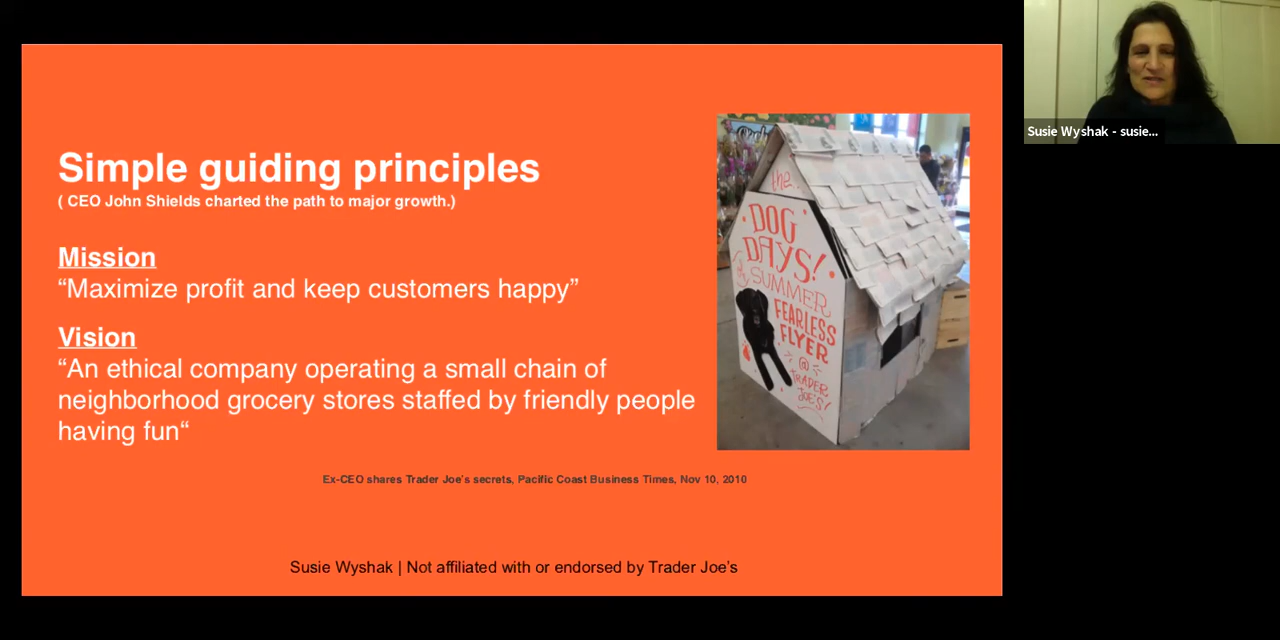 Simple guiding principles
( CEO John Shields charted the path to major growth.)
Mission
“Maximize profit and keep customers happy”
Vision
“An ethical company operating a small chain of
neighborhood grocery stores staffed by friendly people
having fun“
Ex-CEO shares Trader Joe's secrets, Pacific Coast Business Times, Nov 10, 2010
Susie Wyshak | Not affiliated with or endorsed by Trader Joe's
the...
DOG
DAYS!
of
SUMMER
FEARLESS
FLYER
@
TRADER
JOE'S!
Susie Wyshak - susie...